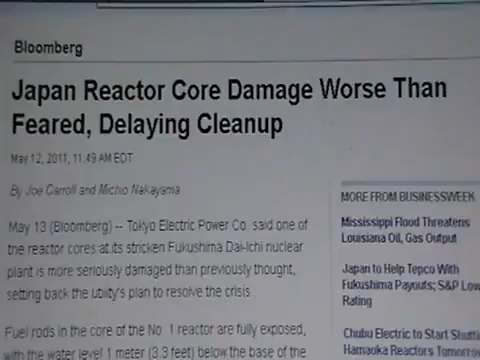 Bloomberg
Japan Reactor Core Damage Worse Than
Feared, Delaying Cleanup
May 12, 2011, 11:49 AM EDT
By Joe Carroll and Michio Nakayama
May 13 (Bloomberg) -- Tokyo Electric Power Co. said one of
the reactor cores at its stricken Fukushima Dai-Ichi nuclear
plant is more seriously damaged than previously thought,
setting back the utility's plan to resolve the crisis.
Fuel rods in the core of the No. 1 reactor are fully exposed,
with the water level 1 meter (3.3 feet) below the base of the
MORE FROM BUSINESSWEEK
Mississippi Flood Threatens
Louisiana Oil, Gas Output
Japan to Help Tepco With
Fukushima Payouts; S&P Low
Rating
Chubu Electric to Start Shutti
Hamaoka Reactors Tomorrow